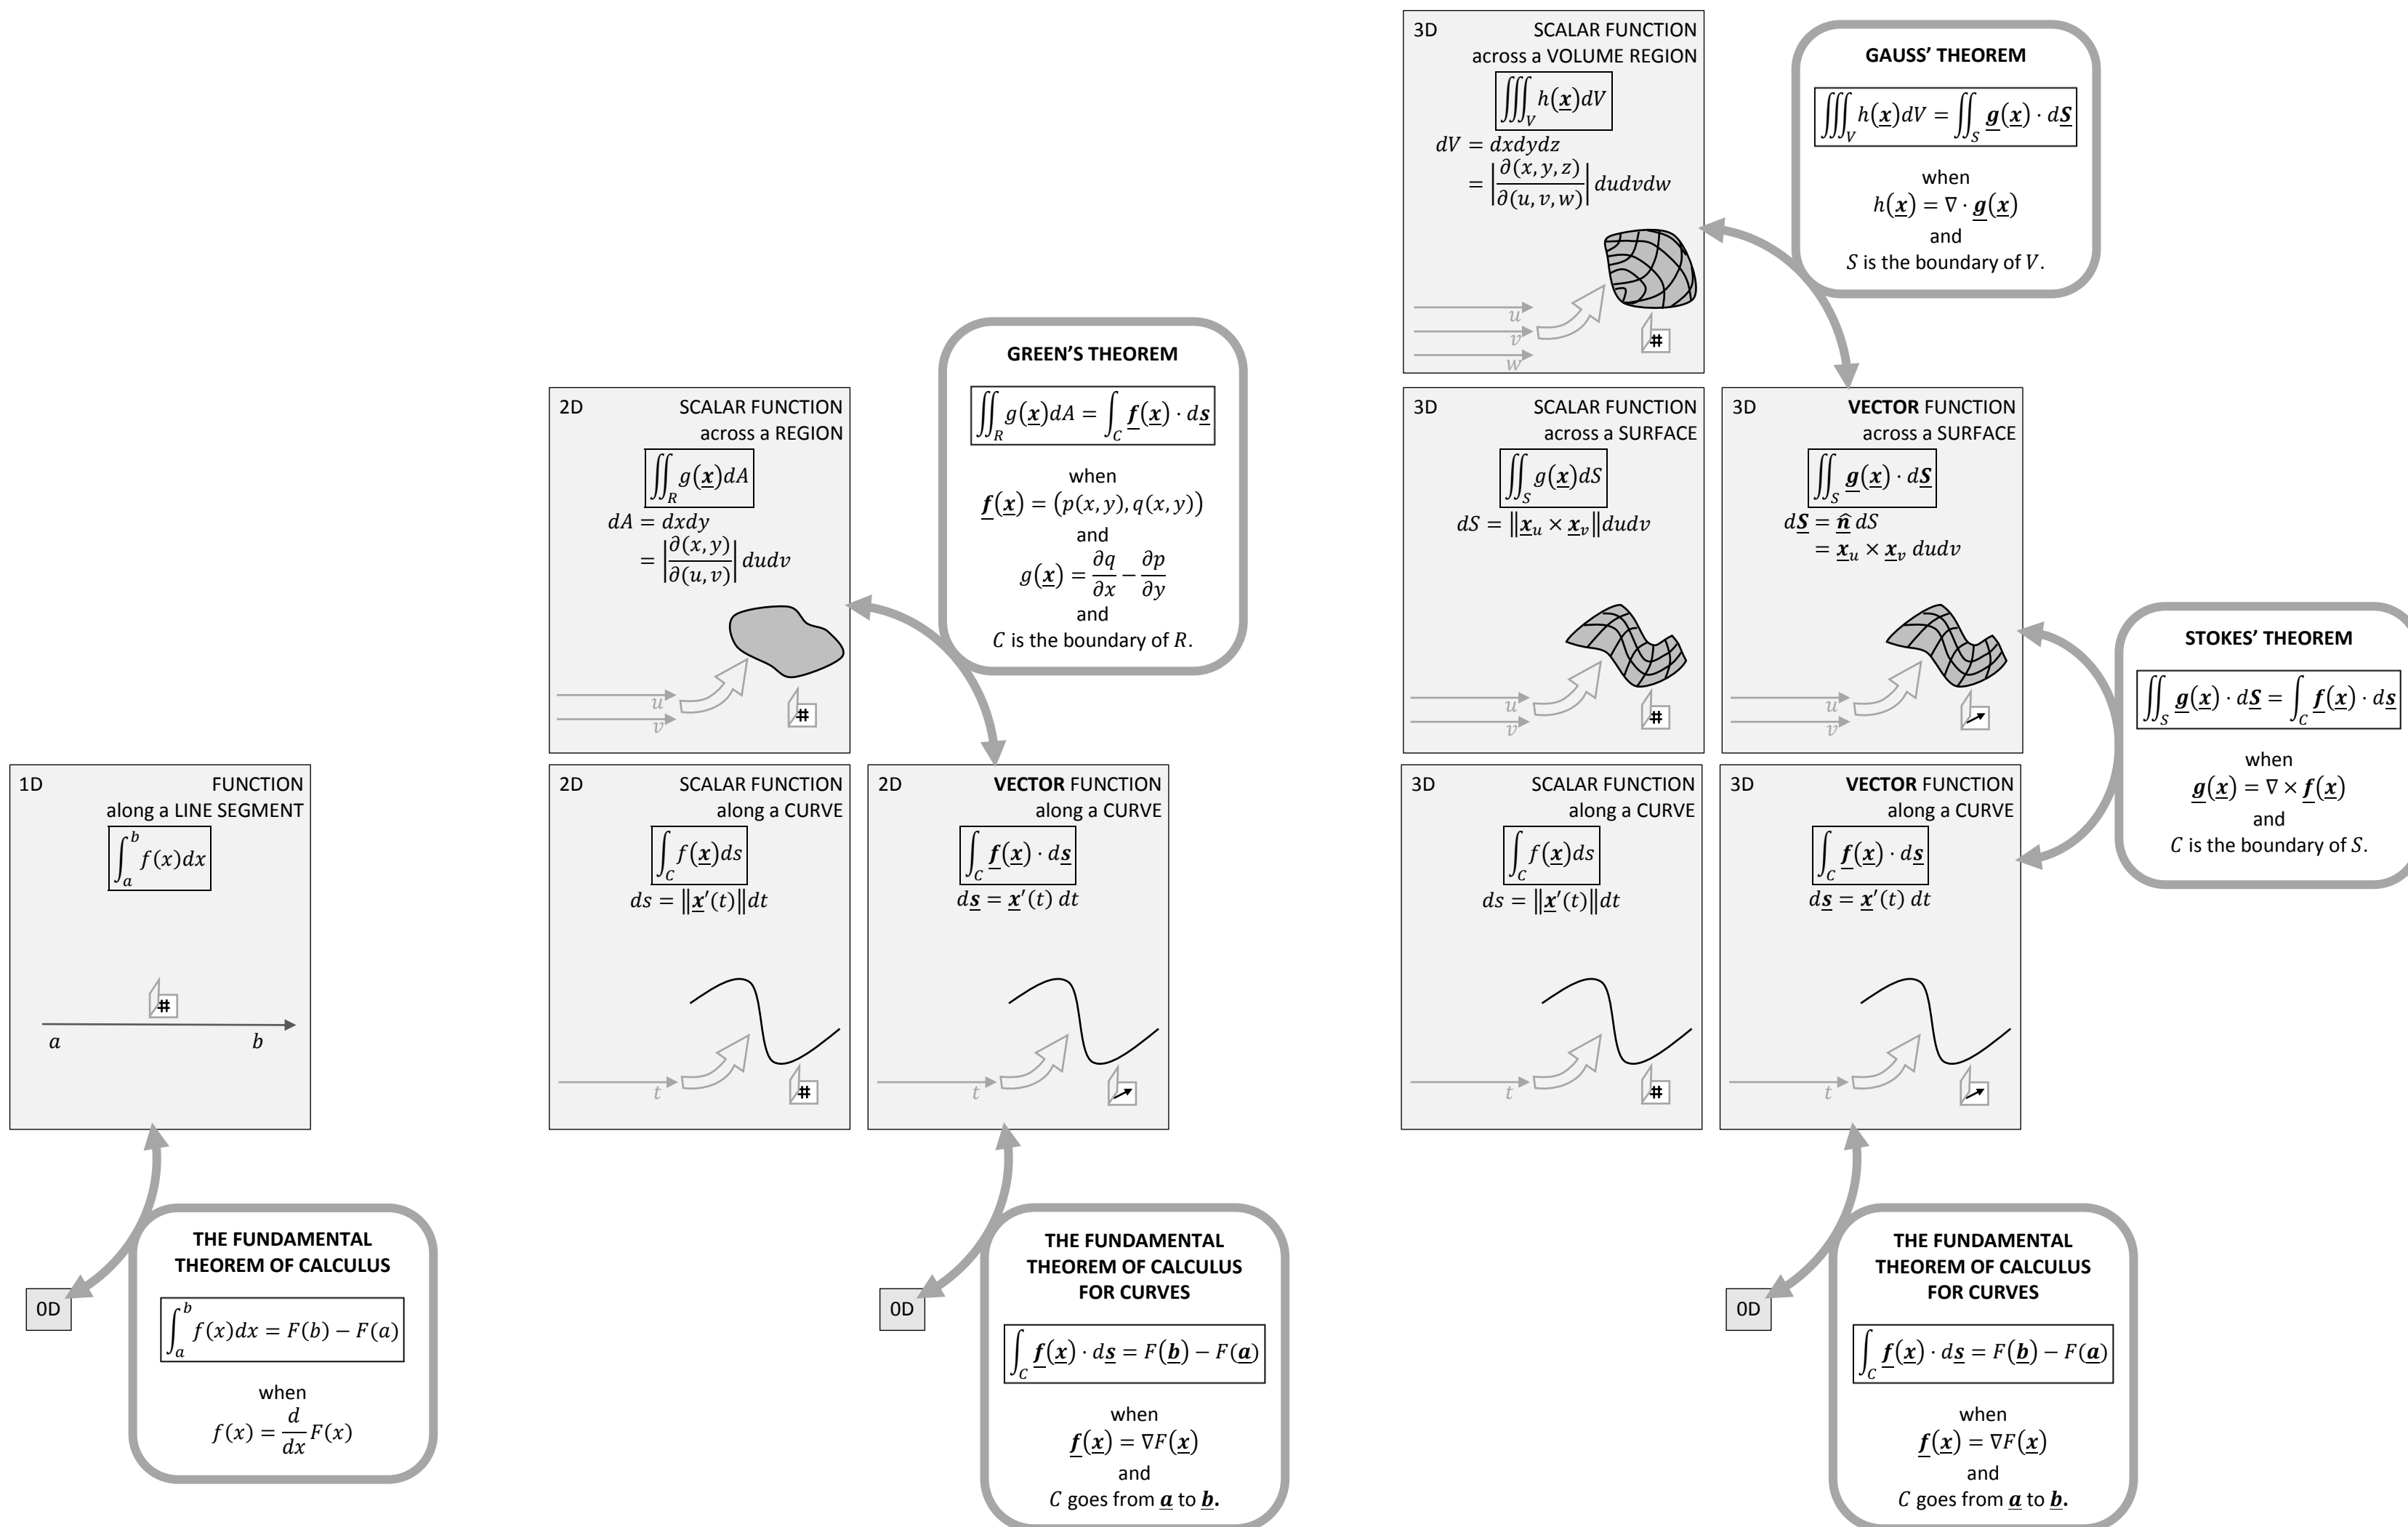 3D
SCALAR FUNCTION
across a VOLUME REGION
∭_V h(x)dV
dV = dxdydz
= |∂(x, y, z)/∂(u, v, w)| dudvdw
u
v
w
#
GAUSS’ THEOREM
∭_V h(x)dV = ∬_S g(x) · dS
when
h(x) = ∇ · g(x)
and
S is the boundary of V.
GREEN’S THEOREM
∬_R g(x)dA = ∫_C f(x) · ds
when
f(x) = (p(x, y), q(x, y))
and
g(x) = ∂q/∂x − ∂p/∂y
and
C is the boundary of R.
2D
SCALAR FUNCTION
across a REGION
∬_R g(x)dA
dA = dxdy
= |∂(x, y)/∂(u, v)| dudv
u
v
#
3D
SCALAR FUNCTION
across a SURFACE
∬_S g(x)dS
dS = ‖x_u × x_v‖dudv
u
v
#
3D
VECTOR FUNCTION
across a SURFACE
∬_S g(x) · dS
dS = n̂ dS
= x_u × x_v dudv
u
v
STOKES’ THEOREM
∬_S g(x) · dS = ∫_C f(x) · ds
when
g(x) = ∇ × f(x)
and
C is the boundary of S.
1D
FUNCTION
along a LINE SEGMENT
∫_a^b f(x)dx
#
a
b
2D
SCALAR FUNCTION
along a CURVE
∫_C f(x)ds
ds = ‖x′(t)‖dt
t
#
2D
VECTOR FUNCTION
along a CURVE
∫_C f(x) · ds
ds = x′(t) dt
t
3D
SCALAR FUNCTION
along a CURVE
∫_C f(x)ds
ds = ‖x′(t)‖dt
t
#
3D
VECTOR FUNCTION
along a CURVE
∫_C f(x) · ds
ds = x′(t) dt
t
0D
THE FUNDAMENTAL
THEOREM OF CALCULUS
∫_a^b f(x)dx = F(b) − F(a)
when
f(x) = d/dx F(x)
0D
THE FUNDAMENTAL
THEOREM OF CALCULUS
FOR CURVES
∫_C f(x) · ds = F(b) − F(a)
when
f(x) = ∇F(x)
and
C goes from a to b.
0D
THE FUNDAMENTAL
THEOREM OF CALCULUS
FOR CURVES
∫_C f(x) · ds = F(b) − F(a)
when
f(x) = ∇F(x)
and
C goes from a to b.